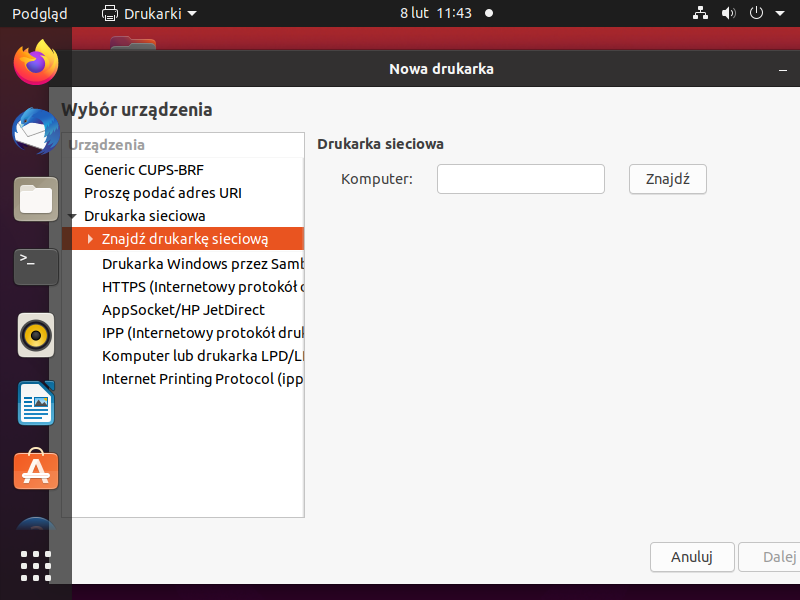 Podgląd Drukarki 8 lut 11:43
Nowa drukarka
Wybór urządzenia
Urządzenia
Generic CUPS-BRF
Proszę podać adres URI
Drukarka sieciowa
Znajdź drukarkę sieciową
Drukarka Windows przez Samb
HTTPS (Internetowy protokół
AppSocket/HP JetDirect
IPP (Internetowy protokół druk
Komputer lub drukarka LPD/L
Internet Printing Protocol (ipp
Drukarka sieciowa
Komputer: Znajdź
Anuluj Dalej